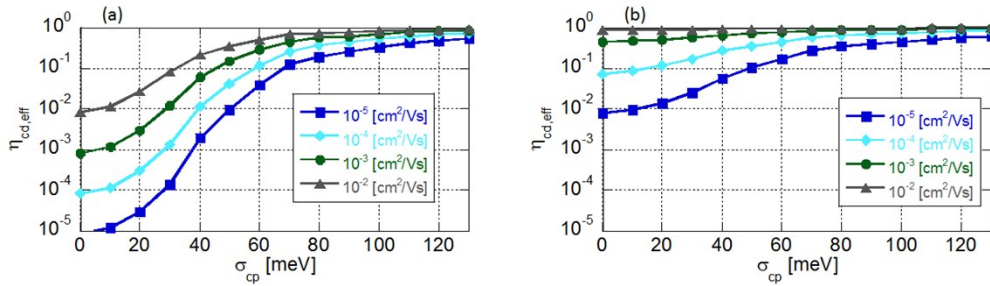 (a)
10^0
10^-1
10^-2
10^-3
10^-4
10^-5
η_cd,eff
10^-5 [cm^2/Vs]
10^-4 [cm^2/Vs]
10^-3 [cm^2/Vs]
10^-2 [cm^2/Vs]
0 20 40 60 80 100 120
σ_cp [meV]
(b)
10^0
10^-1
10^-2
10^-3
10^-4
10^-5
η_cd,eff
10^-5 [cm^2/Vs]
10^-4 [cm^2/Vs]
10^-3 [cm^2/Vs]
10^-2 [cm^2/Vs]
0 20 40 60 80 100 120
σ_cp [meV]